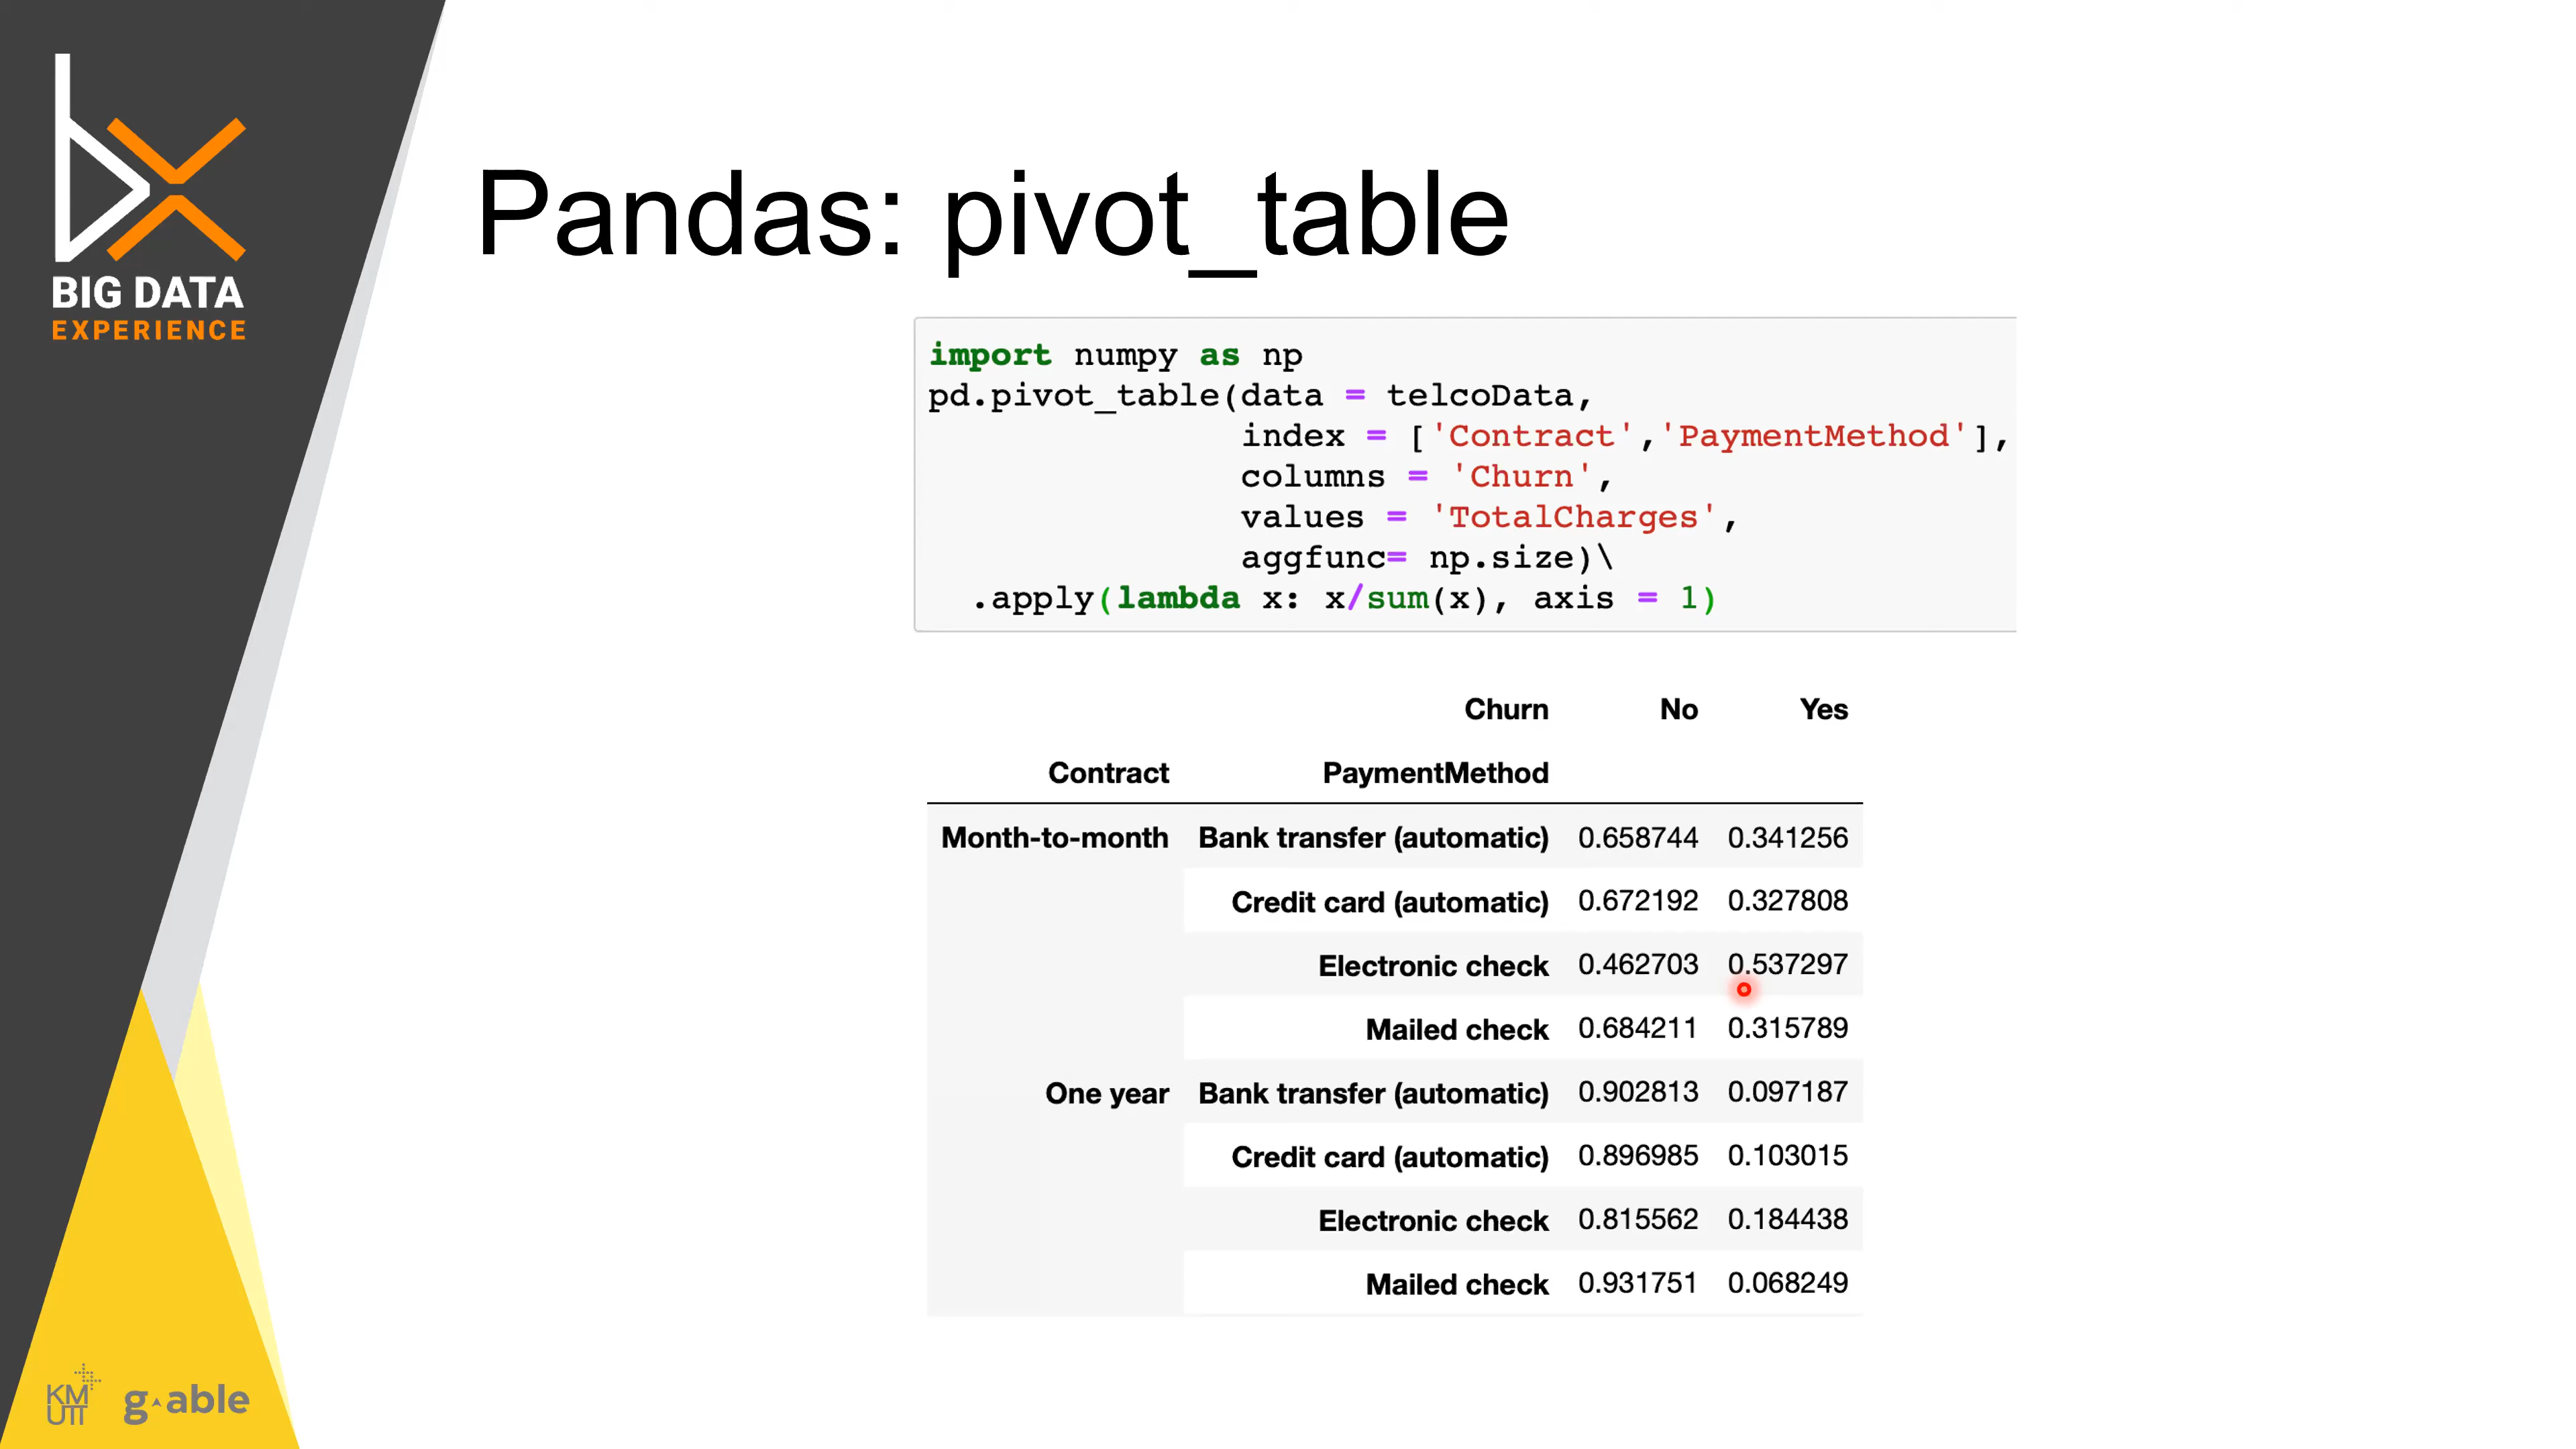 BIG DATA
EXPERIENCE
Pandas: pivot_table
import numpy as np
pd.pivot_table(data = telcoData,
index = ['Contract','PaymentMethod'],
columns = 'Churn',
values = 'TotalCharges',
aggfunc= np.size)\
.apply(lambda x: x/sum(x), axis = 1)
Churn No Yes
Contract PaymentMethod
Month-to-month Bank transfer (automatic) 0.658744 0.341256
Credit card (automatic) 0.672192 0.327808
Electronic check 0.462703 0.537297
Mailed check 0.684211 0.315789
One year Bank transfer (automatic) 0.902813 0.097187
Credit card (automatic) 0.896985 0.103015
Electronic check 0.815562 0.184438
Mailed check 0.931751 0.068249
KM
UTT
g-able